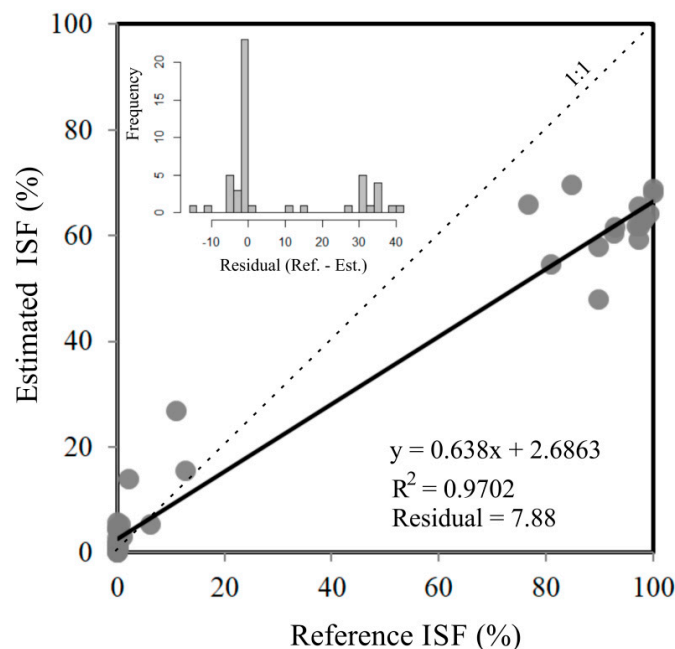 100
80
60
40
20
0
Estimated ISF (%)
20
15
10
5
0
Frequency
-10 0 10 20 30 40
Residual (Ref. - Est.)
1:1
y = 0.638x + 2.6863
R² = 0.9702
Residual = 7.88
0 20 40 60 80 100
Reference ISF (%)